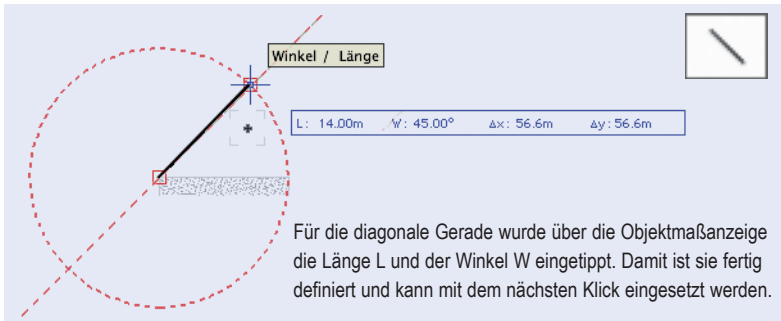 Winkel / Länge
L: 14.00m W: 45.00° Δx: 56.6m Δy: 56.6m
Für die diagonale Gerade wurde über die Objektmaßanzeige
die Länge L und der Winkel W eingetippt. Damit ist sie fertig
definiert und kann mit dem nächsten Klick eingesetzt werden.